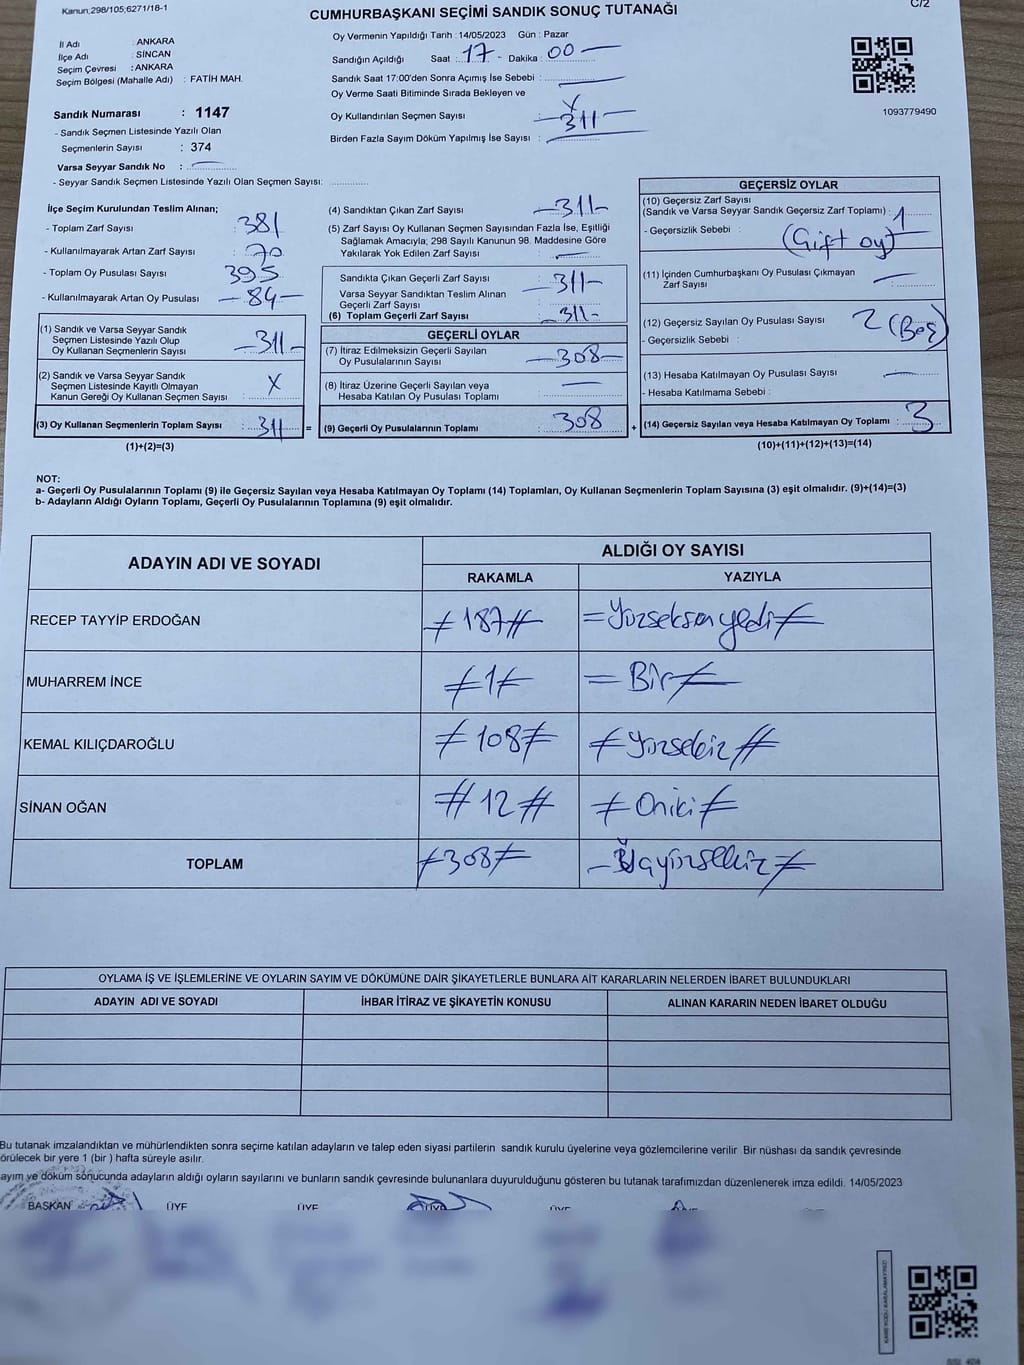 Kanun;298/105;6271/18-1
C/2
CUMHURBAŞKANI SEÇİMİ SANDIK SONUÇ TUTANAĞI
İl Adı : ANKARA
İlçe Adı : SİNCAN
Seçim Çevresi : ANKARA
Seçim Bölgesi (Mahalle Adı) : FATİH MAH.
Sandık Numarası : 1147
- Sandık Seçmen Listesinde Yazılı Olan
Seçmenlerin Sayısı : 374
Varsa Seyyar Sandık No :
- Seyyar Sandık Seçmen Listesinde Yazılı Olan Seçmen Sayısı:
Oy Vermenin Yapıldığı Tarih :14/05/2023 Gün : Pazar
Sandığın Açıldığı Saat : 17 - Dakika : 00
Sandık Saat 17:00'den Sonra Açımış İse Sebebi :
Oy Verme Saati Bitiminde Sırada Bekleyen ve
Oy Kullandırılan Seçmen Sayısı : 311
Birden Fazla Sayım Döküm Yapılmış İse Sayısı :
1093779490
İlçe Seçim Kurulundan Teslim Alınan;
- Toplam Zarf Sayısı : 381
- Kullanılmayarak Artan Zarf Sayısı : 70
- Toplam Oy Pusulası Sayısı 395
- Kullanılmayarak Artan Oy Pusulası - 84 -
(1) Sandık ve Varsa Seyyar Sandık
Seçmen Listesinde Yazılı Olup
Oy Kullanan Seçmenlerin Sayısı - 311 -
(2) Sandık ve Varsa Seyyar Sandık
Seçmen Listesinde Kayıtlı Olmayan
Kanun Gereği Oy Kullanan Seçmen Sayısı : X
(3) Oy Kullanan Seçmenlerin Toplam Sayısı : 311 =
(1)+(2)=(3)
(4) Sandıktan Çıkan Zarf Sayısı - 311 -
(5) Zarf Sayısı Oy Kullanan Seçmen Sayısından Fazla İse, Eşitliği
Sağlamak Amacıyla; 298 Sayılı Kanunun 98. Maddesine Göre
Yakılarak Yok Edilen Zarf Sayısı :
Sandıkta Çıkan Geçerli Zarf Sayısı - 311 -
Varsa Seyyar Sandıktan Teslim Alınan
Geçerli Zarf Sayısı :
(6) Toplam Geçerli Zarf Sayısı : - 311 -
GEÇERLİ OYLAR
(7) İtiraz Edilmeksizin Geçerli Sayılan
Oy Pusulalarının Sayısı - 308 -
(8) İtiraz Üzerine Geçerli Sayılan veya
Hesaba Katılan Oy Pusulası Toplamı :
(9) Geçerli Oy Pusulalarının Toplamı : 308 +
GEÇERSİZ OYLAR
(10) Geçersiz Zarf Sayısı
(Sandık ve Varsa Seyyar Sandık Geçersiz Zarf Toplamı) : 1
- Geçersizlik Sebebi : (Gift oy)
(11) İçinden Cumhurbaşkanı Oy Pusulası Çıkmayan
Zarf Sayısı :
(12) Geçersiz Sayılan Oy Pusulası Sayısı 2 (Boş)
- Geçersizlik Sebebi :
(13) Hesaba Katılmayan Oy Pusulası Sayısı :
- Hesaba Katılmama Sebebi :
(14) Geçersiz Sayılan veya Hesaba Katılmayan Oy Toplamı : 3
(10)+(11)+(12)+(13)=(14)
NOT:
a- Geçerli Oy Pusulalarının Toplamı (9) ile Geçersiz Sayılan veya Hesaba Katılmayan Oy Toplamı (14) Toplamları, Oy Kullanan Seçmenlerin Toplam Sayısına (3) eşit olmalıdır. (9)+(14)=(3)
b- Adayların Aldığı Oyların Toplamı, Geçerli Oy Pusulalarının Toplamına (9) eşit olmalıdır.
ADAYIN ADI VE SOYADI
ALDIĞI OY SAYISI
RAKAMLA YAZIYLA
RECEP TAYYİP ERDOĞAN 187 Yüzseksenyedi
MUHARREM İNCE 1 Bir
KEMAL KILIÇDAROĞLU 108 Yüzsekiz
SİNAN OĞAN 12 Oniki
TOPLAM 308 Üçyüzsekiz
OYLAMA İŞ VE İŞLEMLERİNE VE OYLARIN SAYIM VE DÖKÜMÜNE DAİR ŞİKAYETLERLE BUNLARA AİT KARARLARIN NELERDEN İBARET BULUNDUKLARI
ADAYIN ADI VE SOYADI İHBAR İTİRAZ VE ŞİKAYETİN KONUSU ALINAN KARARIN NEDEN İBARET OLDUĞU
Bu tutanak imzalandıktan ve mühürlendikten sonra seçime katılan adayların ve talep eden siyasi partilerin sandık kurulu üyelerine veya gözlemcilerine verilir Bir nüshası da sandık çevresinde
örülecek bir yere 1 (bir ) hafta süreyle asılır.
ayım ve döküm sonucunda adayların aldığı oyların sayılarını ve bunların sandık çevresinde bulunanlara duyurulduğunu gösteren bu tutanak tarafımızdan düzenlenerek imza edildi. 14/05/2023
BAŞKAN ÜYE ÜYE ÜYE ÜYE